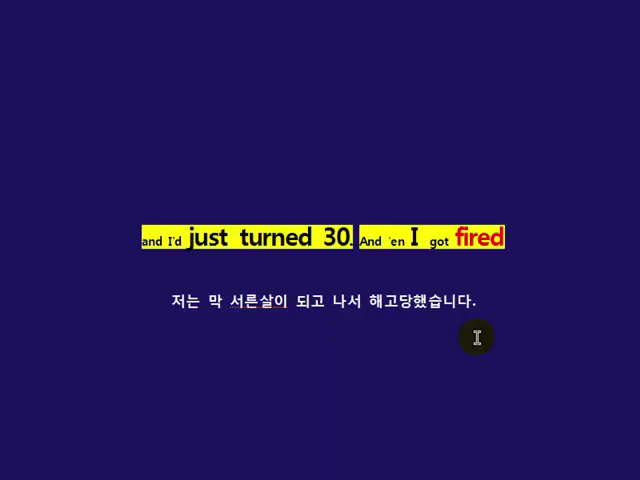 and I'd just turned 30. And 'en I got fired
저는 막 서른살이 되고 나서 해고당했습니다.